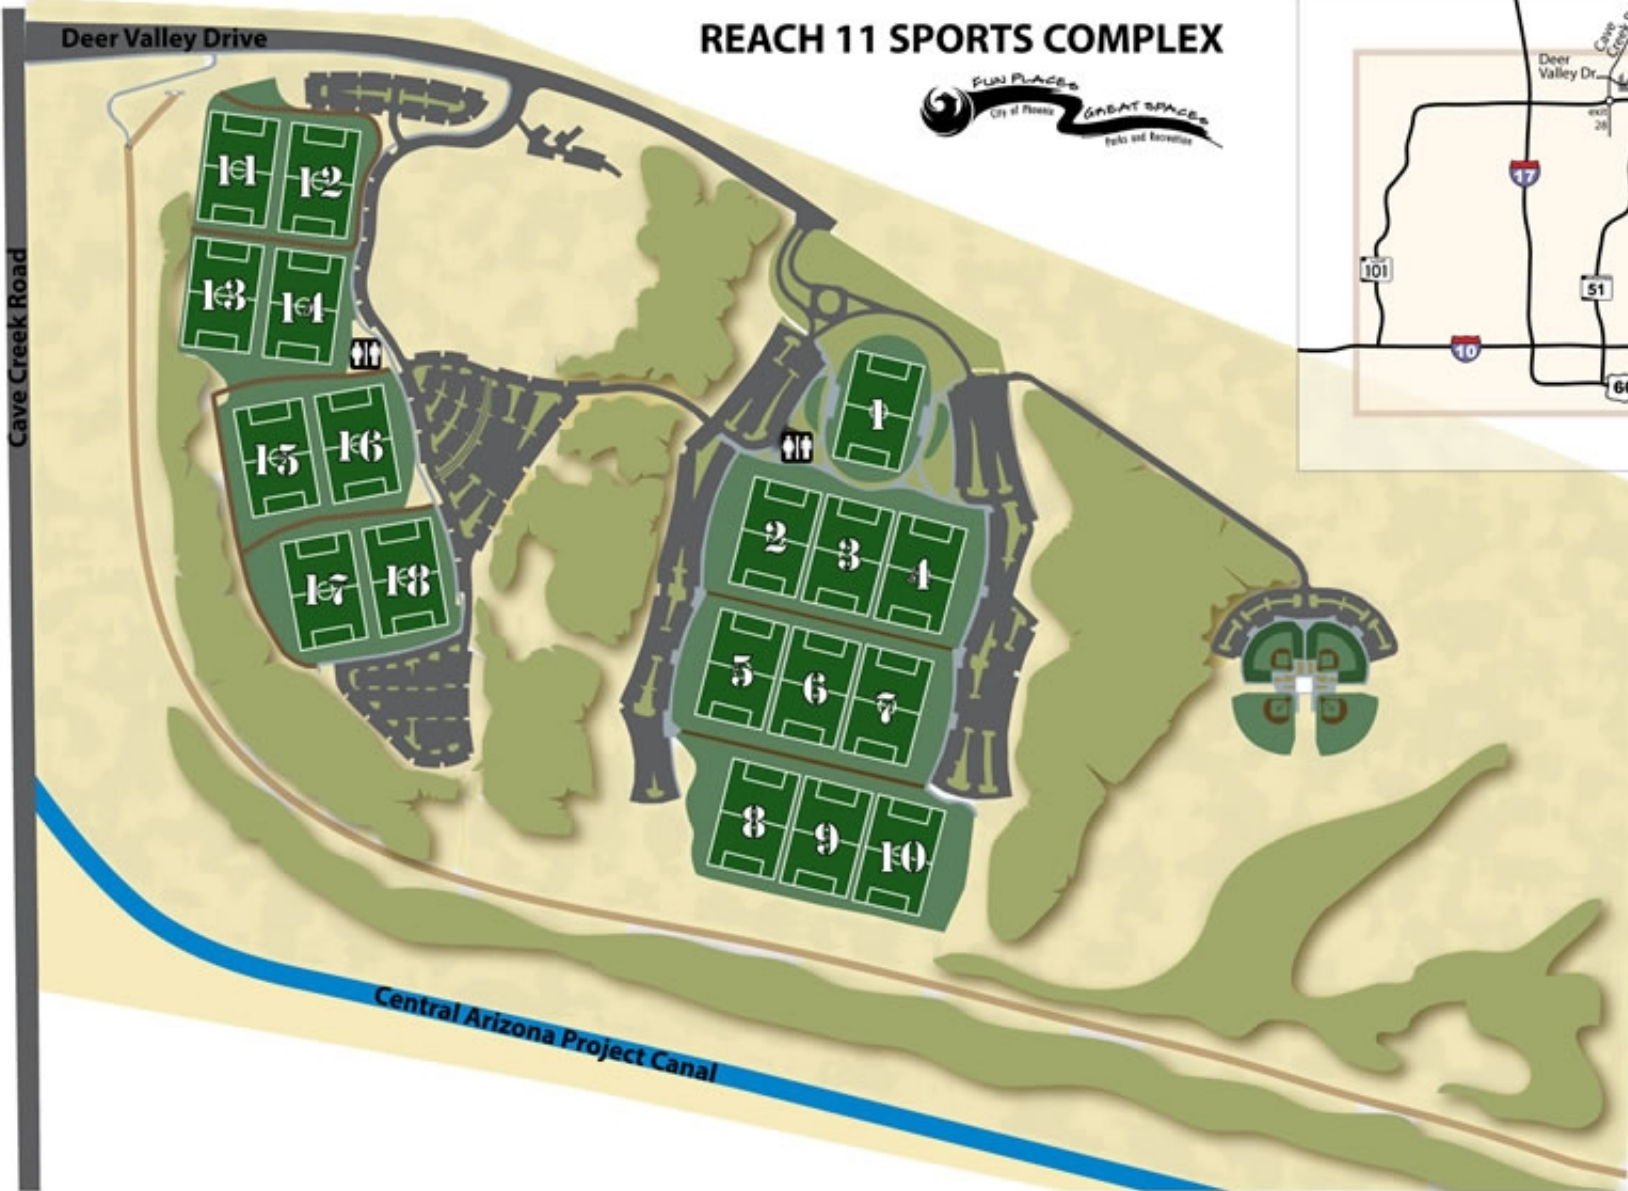 REACH 11 SPORTS COMPLEX
FUN PLACES
GREAT SPACES
City of Phoenix
Parks and Recreation
Deer Valley Drive
Cave Creek Road
Central Arizona Project Canal
11
12
13
14
15
16
17
18
1
2
3
4
5
6
7
8
9
10
Cave
Creek
Deer
Valley Dr
exit
28
17
101
51
10